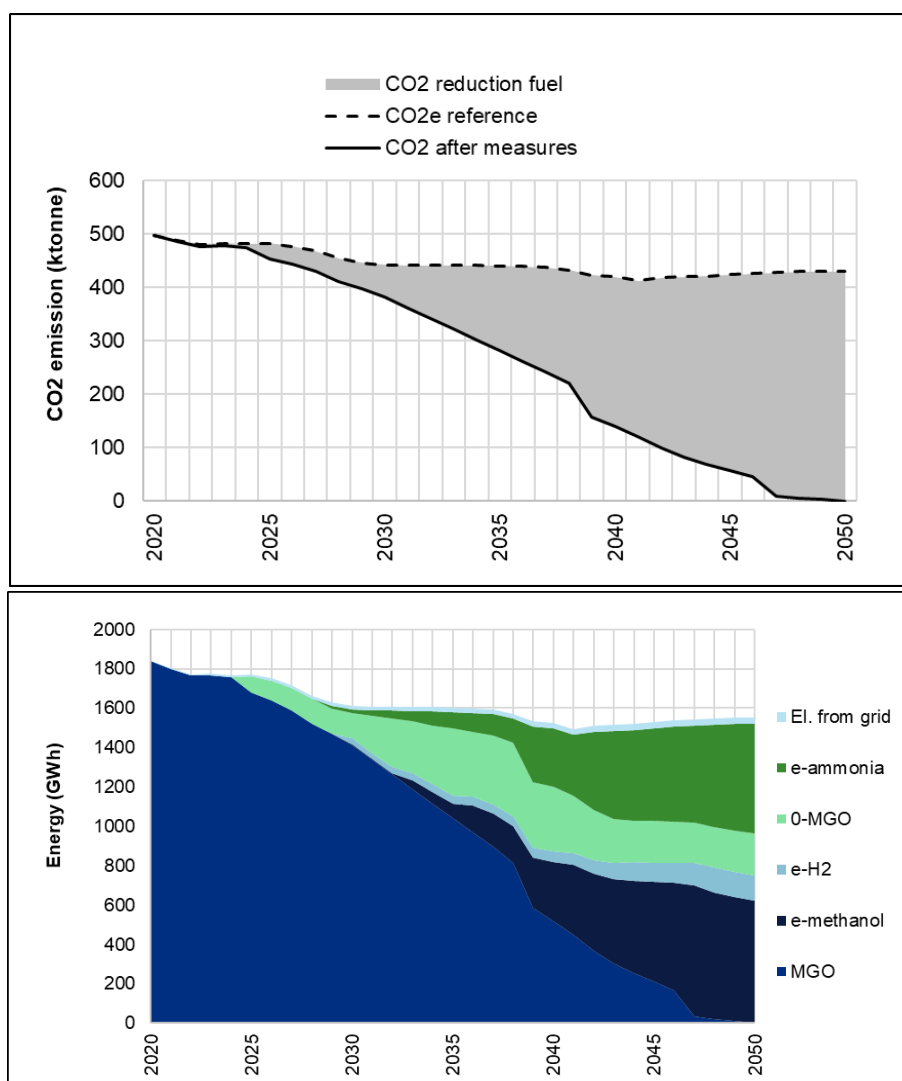 CO2 reduction fuel
CO2e reference
CO2 after measures
CO2 emission (ktonne)
600
500
400
300
200
100
0
2020
2025
2030
2035
2040
2045
2050
Energy (GWh)
2000
1800
1600
1400
1200
1000
800
600
400
200
0
2020
2025
2030
2035
2040
2045
2050
El. from grid
e-ammonia
0-MGO
e-H2
e-methanol
MGO